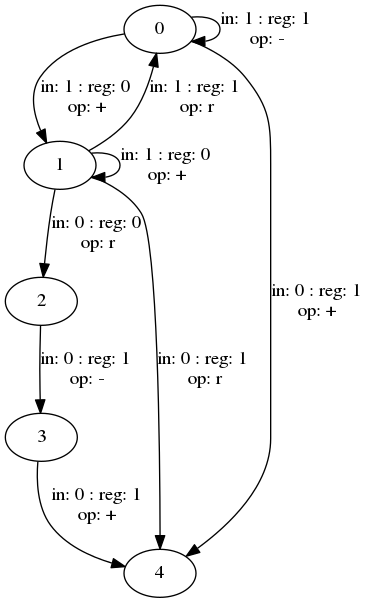 0
in: 1 : reg: 1
op: -
in: 1 : reg: 0
op: +
in: 1 : reg: 1
op: r
1
in: 1 : reg: 0
op: +
in: 0 : reg: 0
op: r
2
in: 0 : reg: 1
op: +
in: 0 : reg: 1
op: -
in: 0 : reg: 1
op: r
3
in: 0 : reg: 1
op: +
4